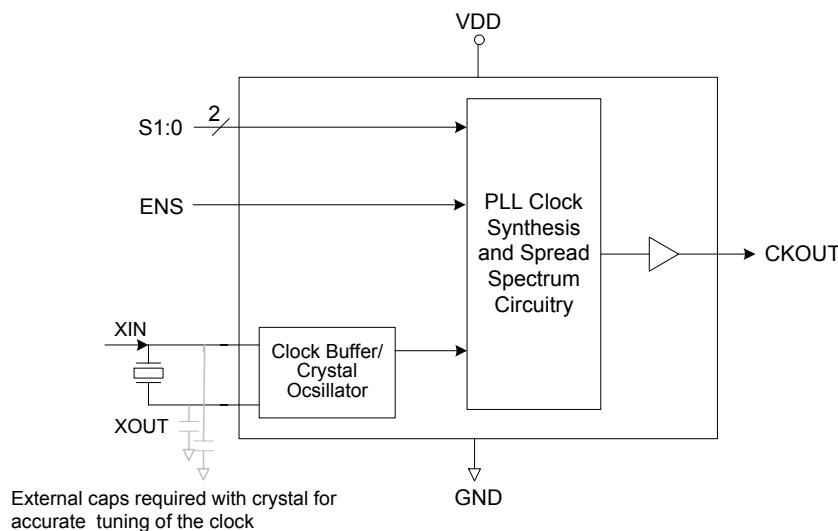 VDD
S1:0
2
ENS
PLL Clock
Synthesis
and Spread
Spectrum
Circuitry
CKOUT
XIN
Clock Buffer/
Crystal
Ocsillator
XOUT
GND
External caps required with crystal for
accurate tuning of the clock